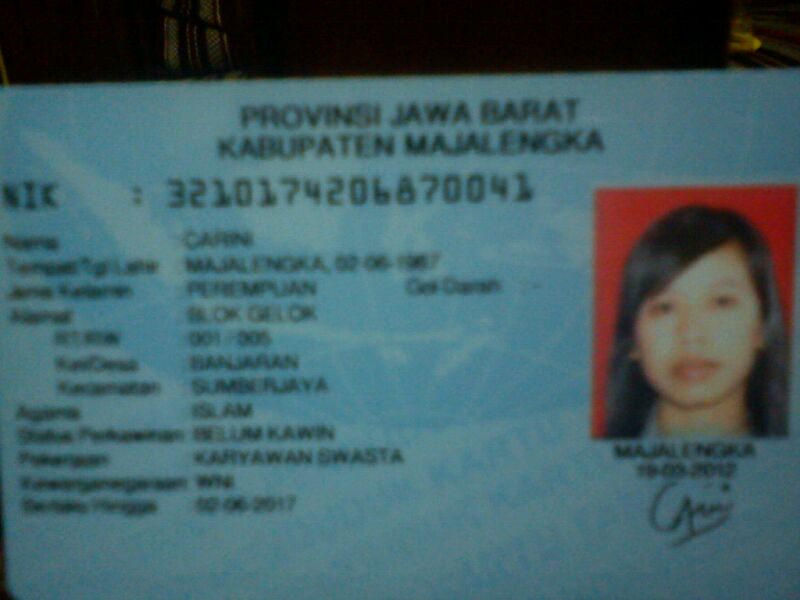 PROVINSI JAWA BARAT
KABUPATEN MAJALENGKA
NIK : 3210174206870041
Nama : CARINI
Tempat/Tgl Lahir : MAJALENGKA, 02-06-1987
Jenis Kelamin : PEREMPUAN Gol Darah : -
Alamat : BLOK GELOK
RT/RW : 001 / 005
Kel/Desa : BANJARAN
Kecamatan : SUMBERJAYA
Agama : ISLAM
Status Perkawinan : BELUM KAWIN
Pekerjaan : KARYAWAN SWASTA
Kewarganegaraan : WNI
Berlaku Hingga : 02-06-2017
MAJALENGKA
19-03-2012